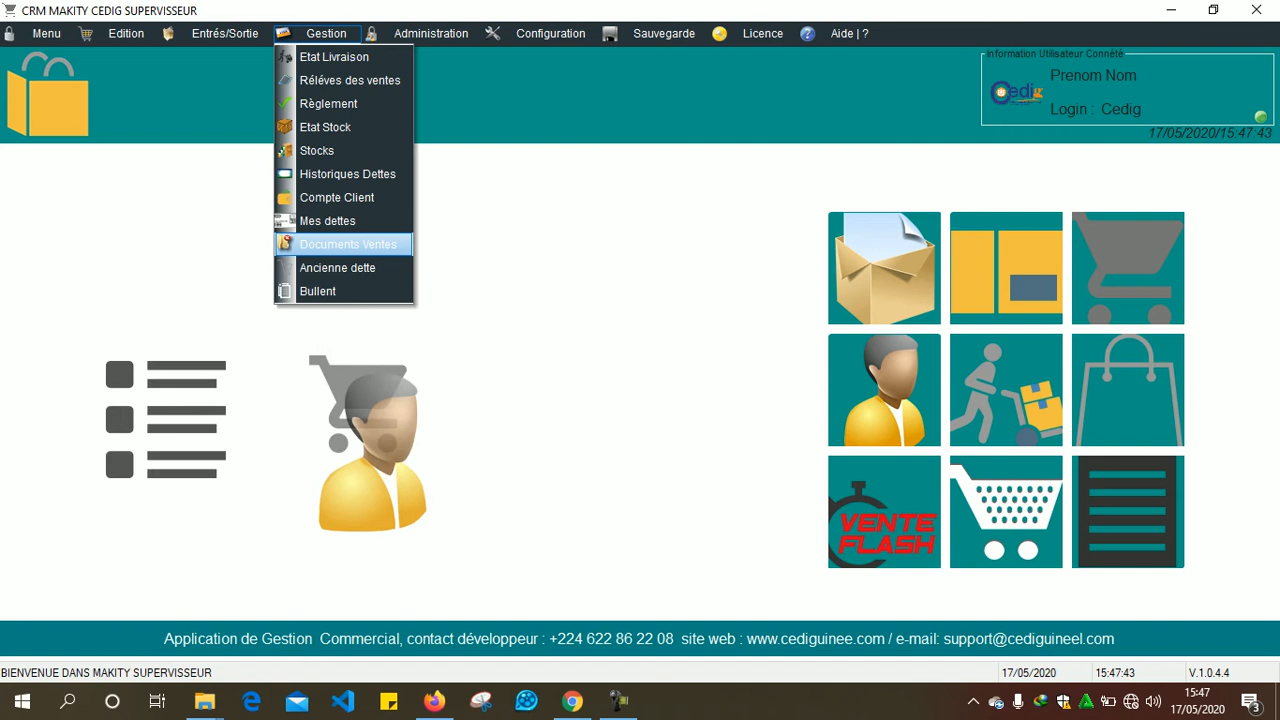 CRM MAKITY CEDIG SUPERVISSEUR
Menu Edition Entrés/Sortie Gestion Administration Configuration Sauvegarde Licence Aide | ?
Etat Livraison
Réléves des ventes
Règlement
Etat Stock
Stocks
Historiques Dettes
Compte Client
Mes dettes
Documents Ventes
Ancienne dette
Bullent
Information Utilisateur Connété
Cedig
Prenom Nom
Login : Cedig
17/05/2020/15:47:43
VENTE
FLASH
Application de Gestion Commercial, contact développeur : +224 622 86 22 08 site web : www.cediguinee.com / e-mail: support@cediguineel.com
BIENVENUE DANS MAKITY SUPERVISSEUR 17/05/2020 15:47:43 V.1.0.4.4
15:47
17/05/2020
3